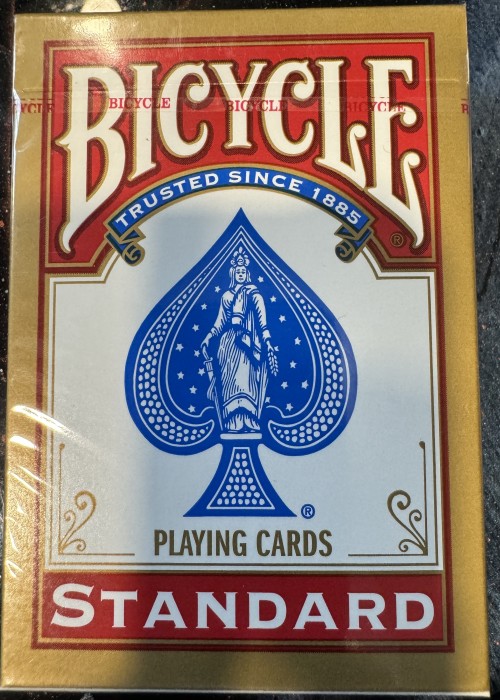 BICYCLE
BICYCLE BICYCLE BICYCLE
TRUSTED SINCE 1885
®
®
PLAYING CARDS
STANDARD